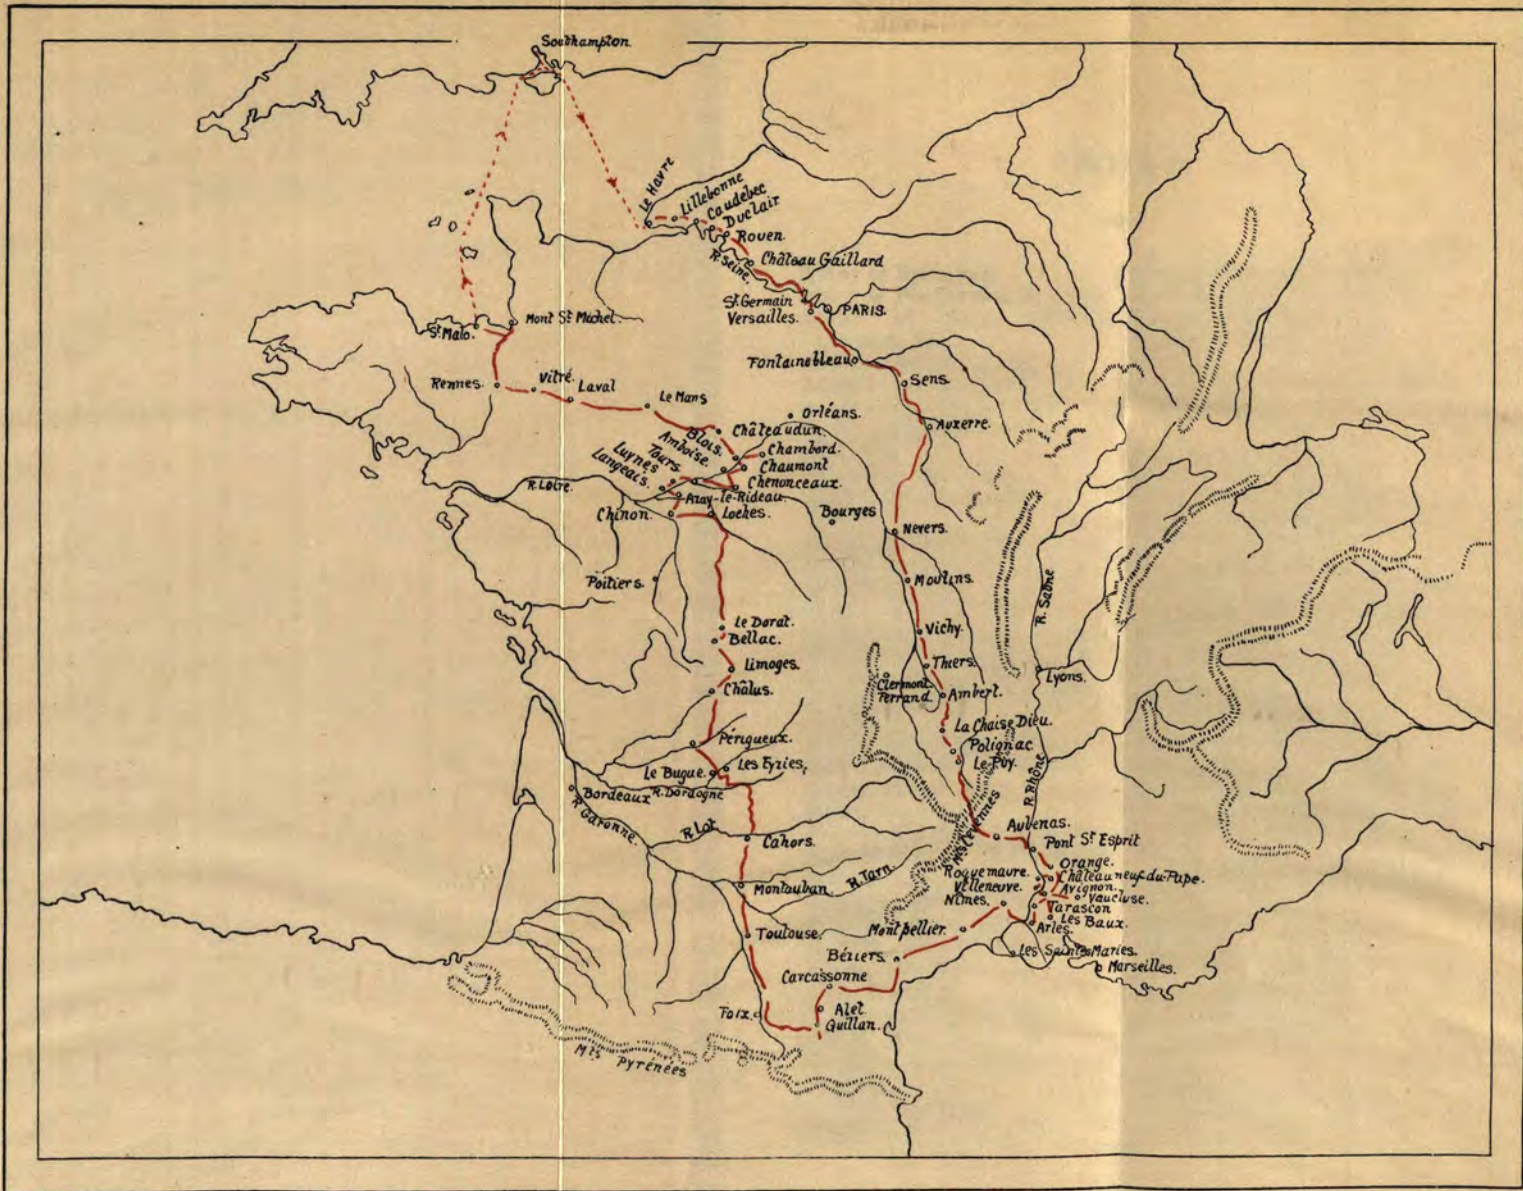 Southampton
Le Havre
Lillebonne
Caudebec
Duclair
Rouen.
R. Seine.
Château Gaillard
St. Germain
Versailles.
PARIS.
St. Malo.
Mont St Michel.
Fontainebleau
Sens.
Rennes.
Vitré.
Laval
Le Mans
Orléans.
Auxerre.
Châteaudun.
Blois.
Chambord.
Amboise.
Chaumont
Tours.
Luynes
Langeais.
Chenonceaux.
R. Loire.
Azay-le-Rideau.
Chinon.
Loches.
Bourges
Nevers.
Poitiers.
Moulins.
R. Saône
Le Dorat.
Bellac.
Vichy.
Limoges.
Thiers.
Lyons.
Clermont
Ferrand
Châlus.
Ambert.
La Chaise Dieu.
Périgueux.
Polignac
Le Puy.
Le Bugue.
Les Eyzies,
Bordeaux
R. Dordogne
R. Rhône
R. Garonne.
R. Lot
Cahors.
Mts Cevennes
Aubenas.
Pont St Esprit
Orange.
Roquemaure.
Châteauneuf-du-Pape.
Villeneuve.
Avignon.
Vaucluse.
R. Tarn.
Montauban.
Nîmes.
Tarascon
Les Baux.
Arles.
Toulouse.
Montpellier.
Les Saintes Maries.
Marseilles.
Béziers.
Carcassonne
Foix.
Alet.
Quillan.
Mts Pyrénées